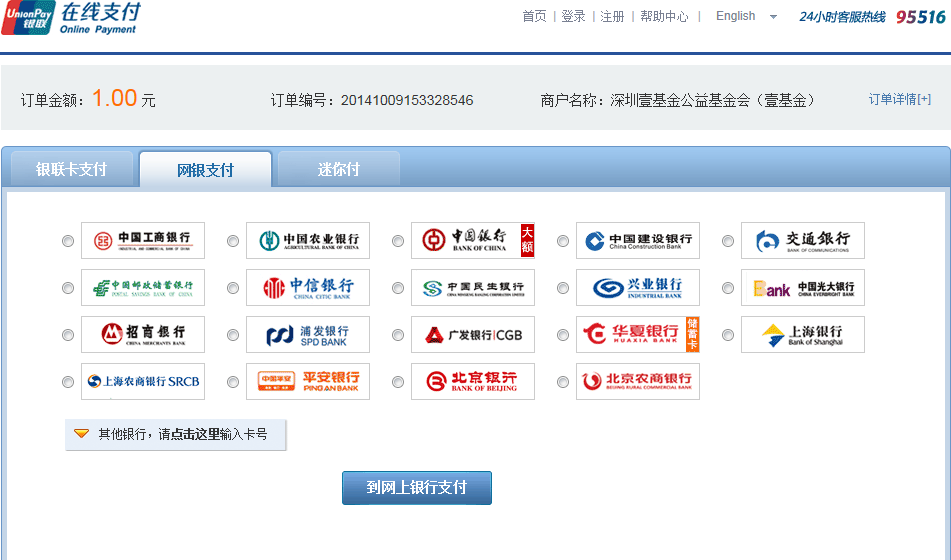 UnionPay 银联 在线支付 Online Payment
首页 | 登录 | 注册 | 帮助中心 | English 24小时客服热线 95516
订单金额：1.00 元 订单编号：20141009153328546 商户名称：深圳壹基金公益基金会（壹基金） 订单详情[+]
银联卡支付 网银支付 迷你付
中国工商银行 INDUSTRIAL AND COMMERCIAL BANK OF CHINA
中国农业银行 AGRICULTURAL BANK OF CHINA
中国银行 BANK OF CHINA 大额
中国建设银行 China Construction Bank
交通银行 BANK OF COMMUNICATIONS
中国邮政储蓄银行 POSTAL SAVINGS BANK OF CHINA
中信银行 CHINA CITIC BANK
中国民生银行 CHINA MINSHENG BANKING CORPORATION LIMITED
兴业银行 INDUSTRIAL BANK
Bank 中国光大银行 CHINA EVERBRIGHT BANK
招商银行 CHINA MERCHANTS BANK
浦发银行 SPD BANK
广发银行|CGB
华夏银行 HUAXIA BANK 储蓄卡
上海银行 Bank of Shanghai
上海农商银行 SRCB
中国平安 平安银行 PING AN BANK
北京银行 BANK OF BEIJING
北京农商银行 BEIJING RURAL COMMERCIAL BANK
其他银行，请点击这里输入卡号
到网上银行支付